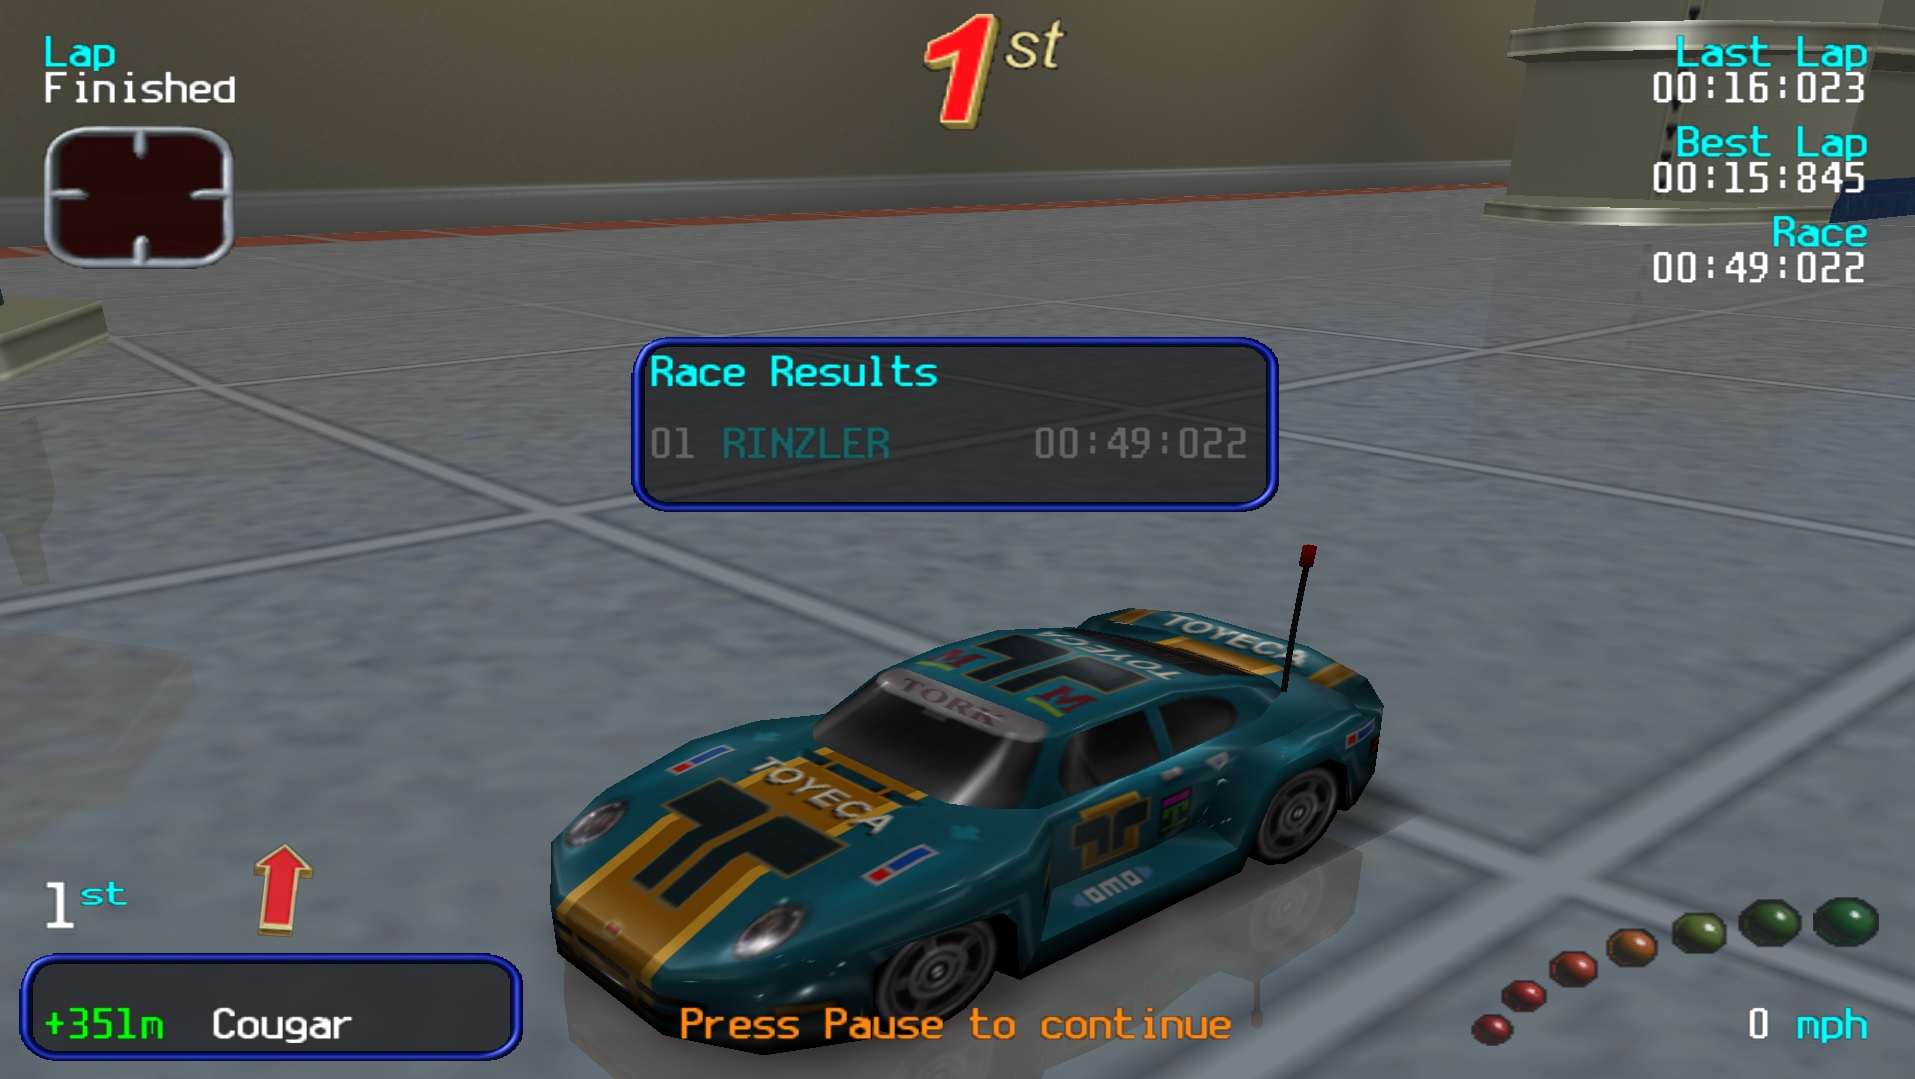 Lap
Finished
1st
Last Lap
00:16:023
Best Lap
00:15:845
Race
00:49:022
Race Results
01 RINZLER 00:49:022
TOYECA
TOYECA
M
M
TORK
TOYECA
OMO
1st
+351m Cougar
Press Pause to continue
0 mph